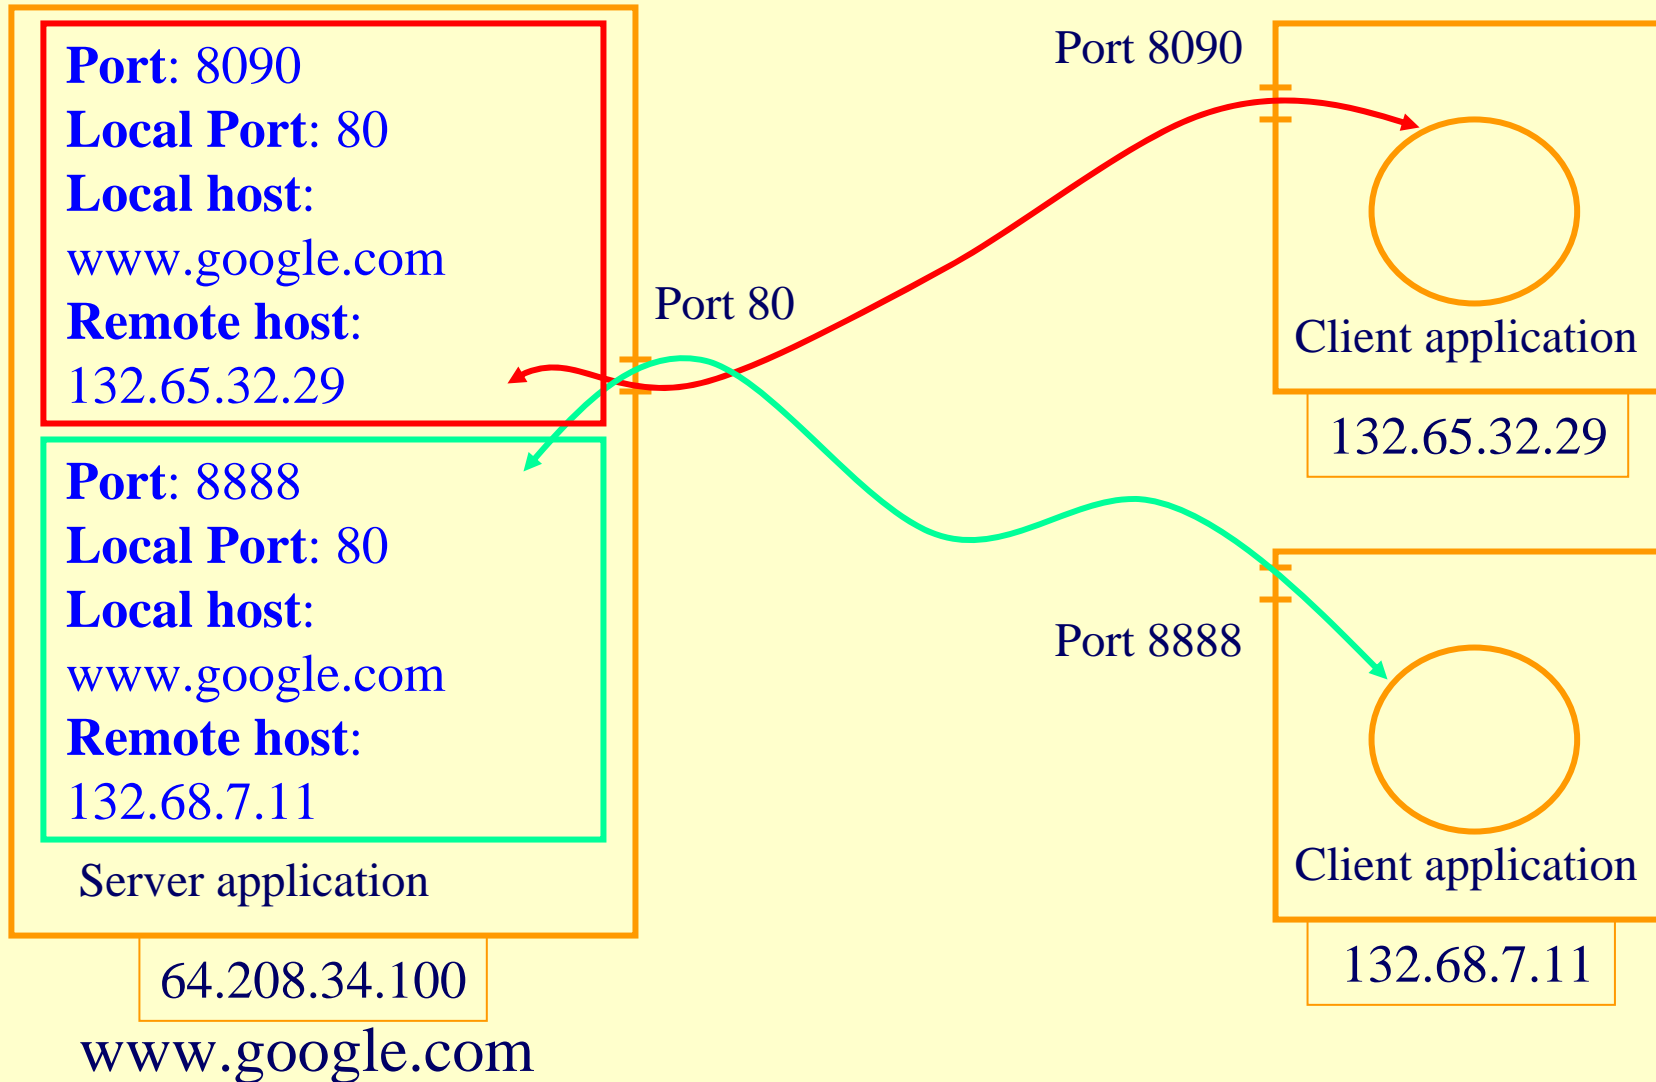 Port: 8090
Local Port: 80
Local host:
www.google.com
Remote host:
132.65.32.29
Port: 8888
Local Port: 80
Local host:
www.google.com
Remote host:
132.68.7.11
Server application
64.208.34.100
www.google.com
Port 80
Port 8090
Client application
132.65.32.29
Port 8888
Client application
132.68.7.11